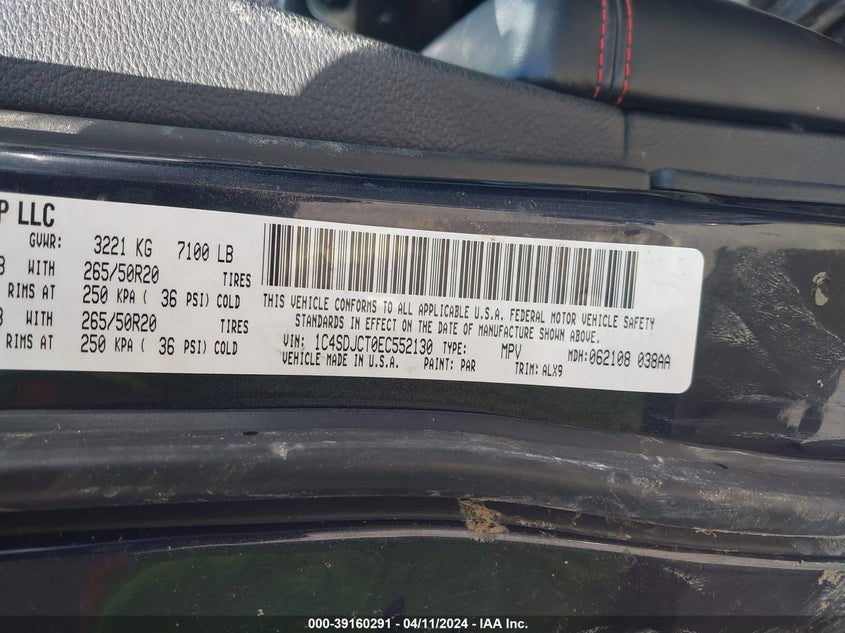 P LLC
GVWR: 3221 KG 7100 LB
WITH 265/50R20 TIRES
RIMS AT 250 KPA ( 36 PSI) COLD
WITH 265/50R20 TIRES
RIMS AT 250 KPA ( 36 PSI) COLD
THIS VEHICLE CONFORMS TO ALL APPLICABLE U.S.A. FEDERAL MOTOR VEHICLE SAFETY
STANDARDS IN EFFECT ON THE DATE OF MANUFACTURE SHOWN ABOVE.
VIN: 1C4SDJCT0EC552130 TYPE: MPV MDH: 062108 038AA
VEHICLE MADE IN U.S.A. PAINT: PAR TRIM: ALX9
000-39160291 - 04/11/2024 - IAA Inc.